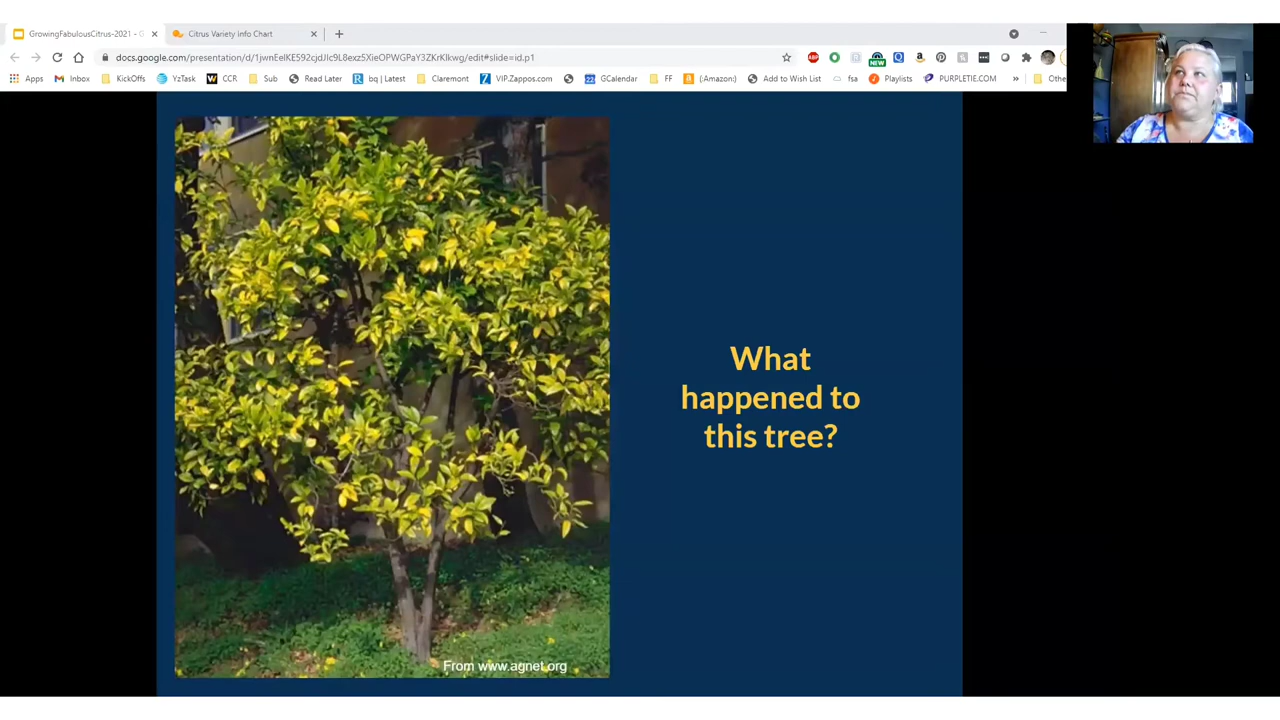 GrowingFabulousCitrus-2021 - G
Citrus Variety info Chart
docs.google.com/presentation/d/1jwnEelKE592cjdJIc9L8exz5XieOPWGPaY3ZKrKlkwg/edit#slide=id.p1
Apps Inbox KickOffs YzTask CCR Sub Read Later bq | Latest Claremont VIP.Zappos.com GCalendar FF {:Amazon:} Add to Wish List fsa Playlists PURPLETIE.COM » Other
What
happened to
this tree?
From www.agnet.org